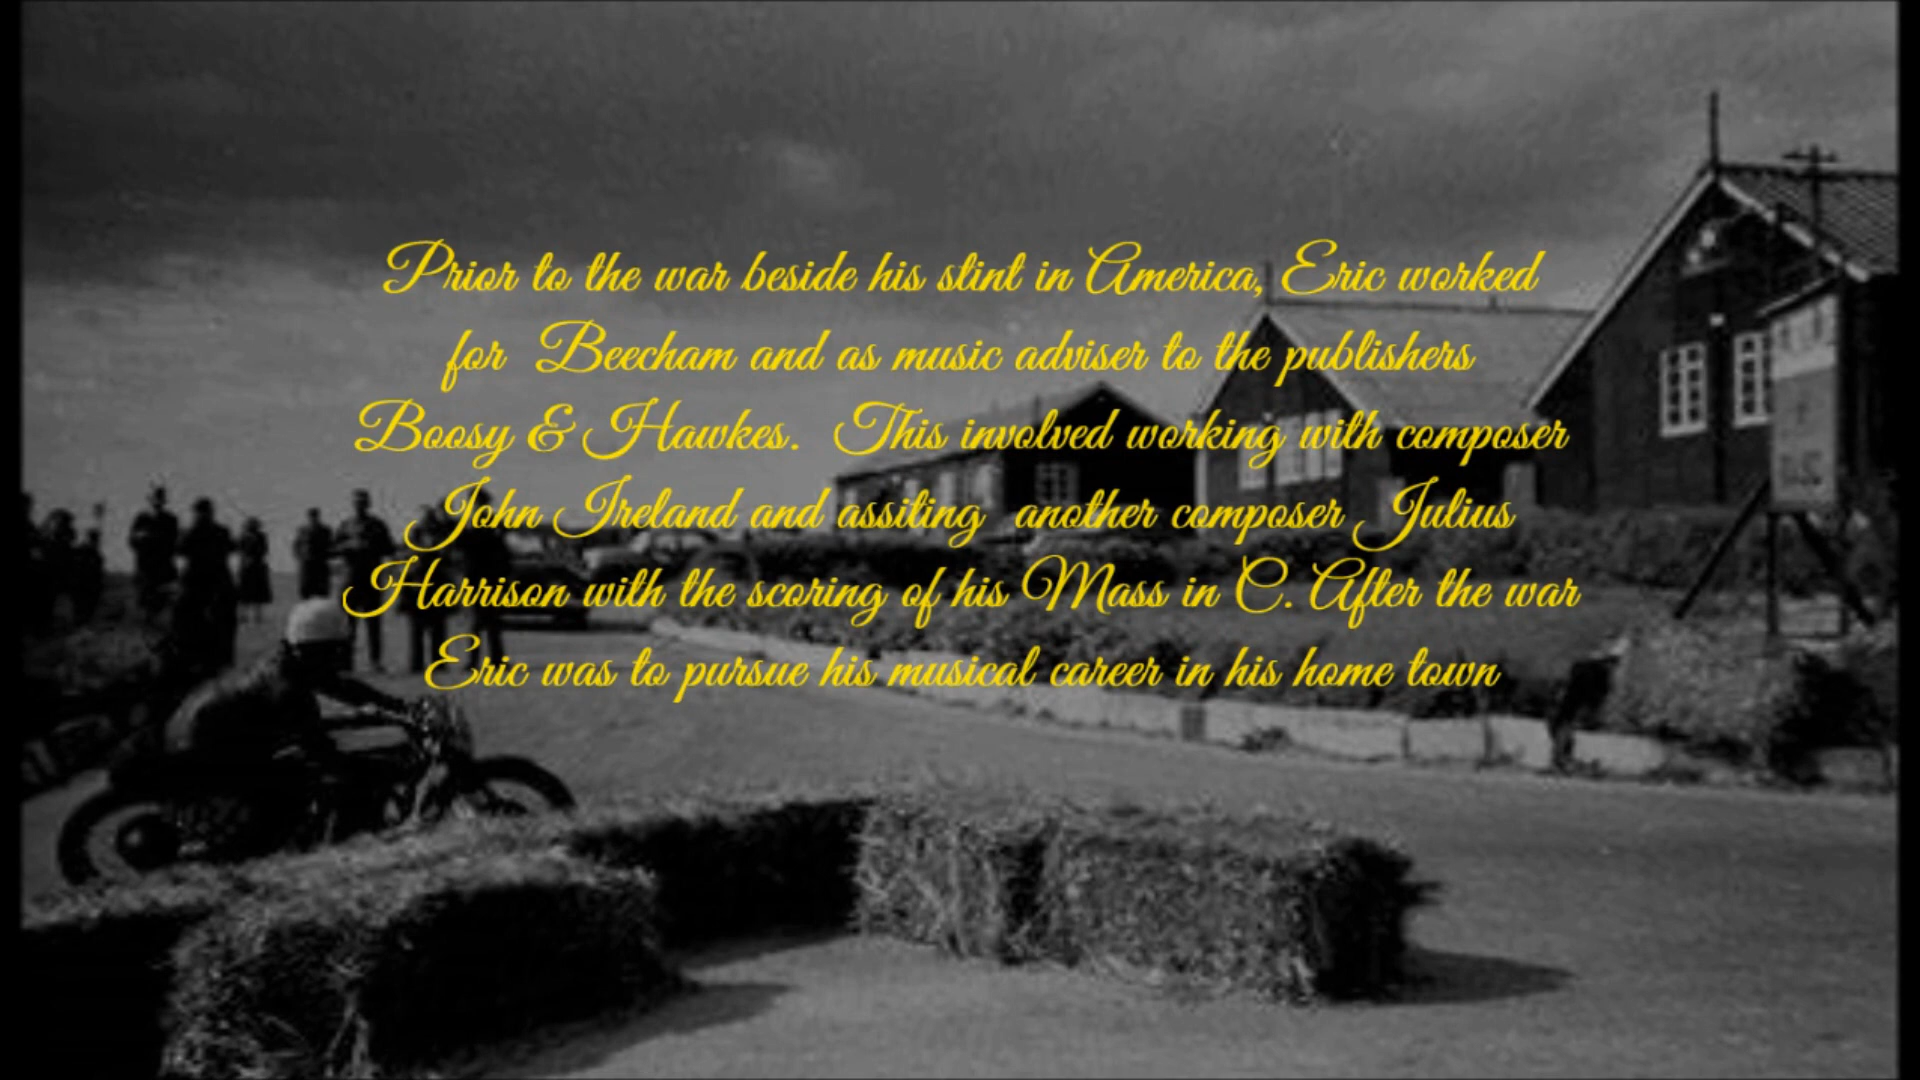 Prior to the war beside his stint in America, Eric worked
for Beecham and as music adviser to the publishers
Boosy & Hawkes. This involved working with composer
John Ireland and assiting another composer Julius
Harrison with the scoring of his Mass in C. After the war
Eric was to pursue his musical career in his home town